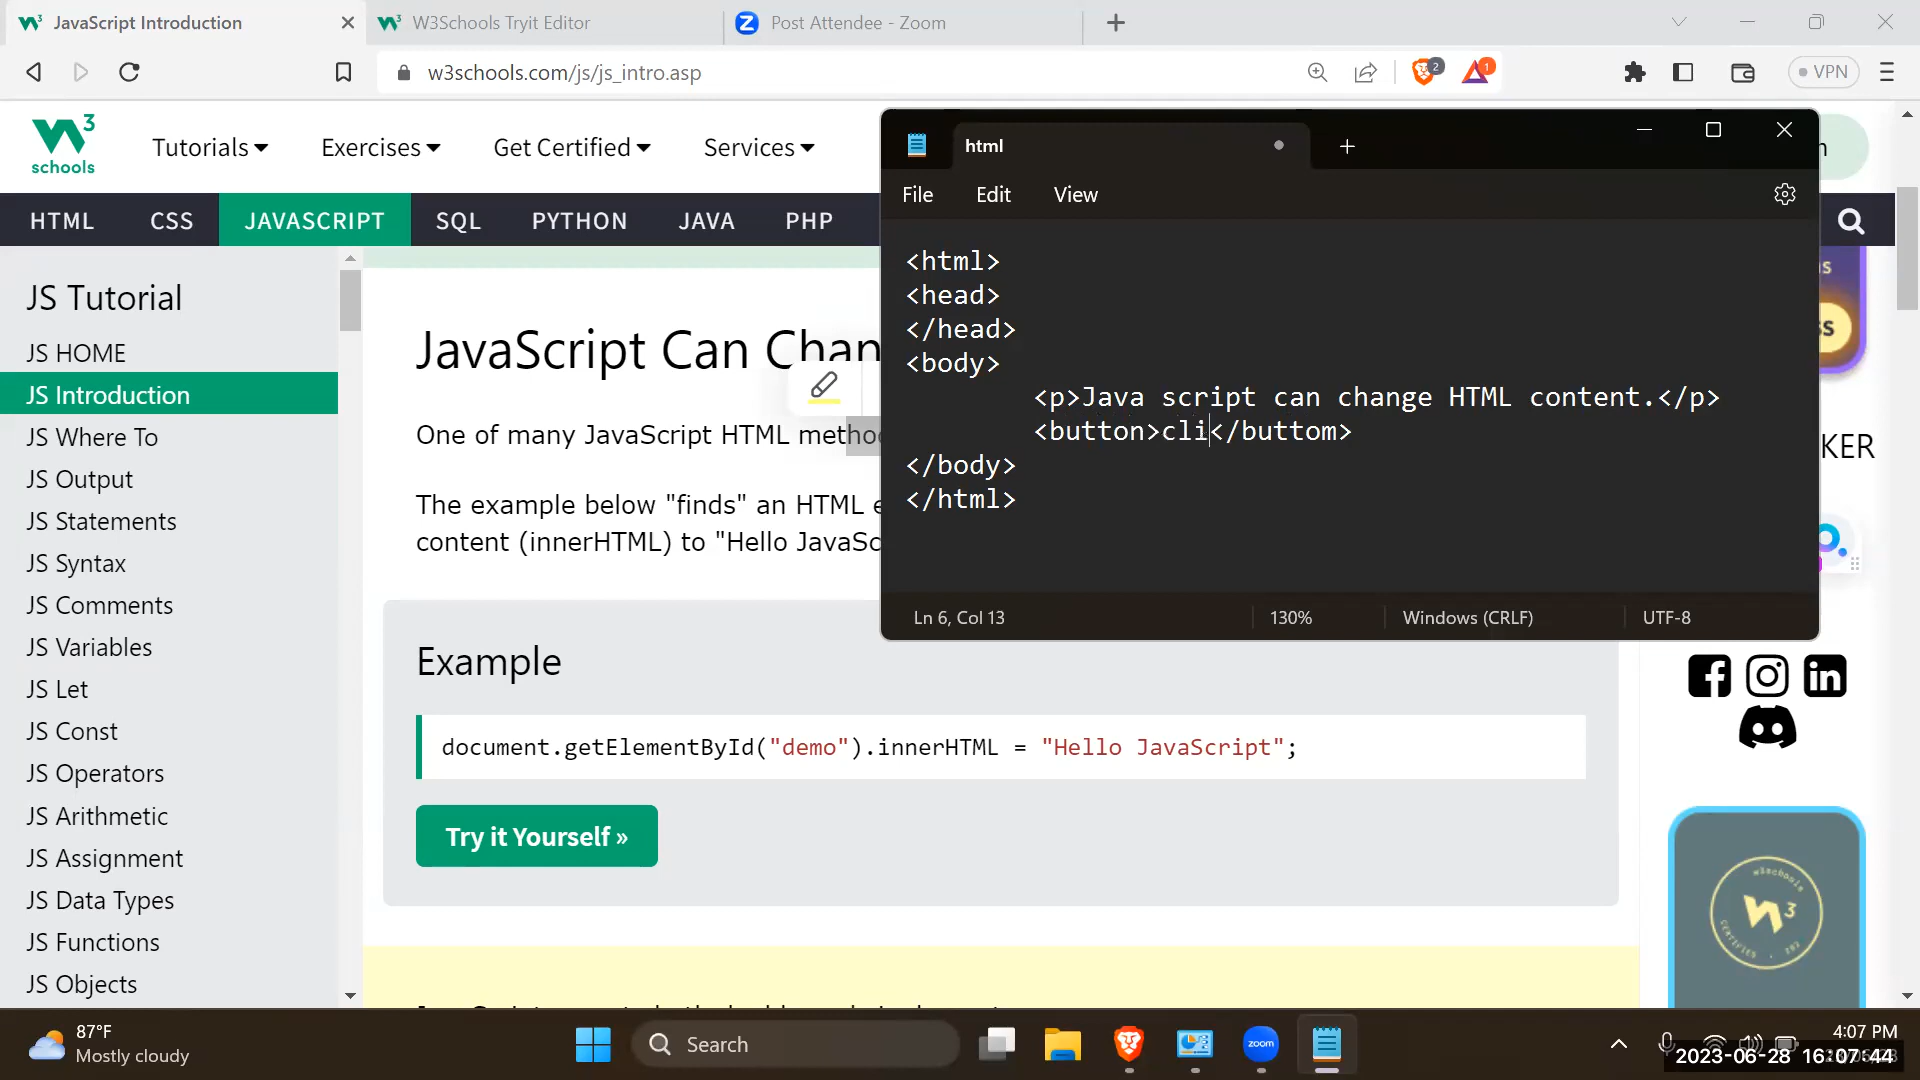 JavaScript Introduction
W3Schools Tryit Editor
Post Attendee - Zoom
w3schools.com/js/js_intro.asp
2
1
VPN
3
schools
Tutorials
Exercises
Get Certified
Services
HTML
CSS
JAVASCRIPT
SQL
PYTHON
JAVA
PHP
JS Tutorial
JS HOME
JS Introduction
JS Where To
JS Output
JS Statements
JS Syntax
JS Comments
JS Variables
JS Let
JS Const
JS Operators
JS Arithmetic
JS Assignment
JS Data Types
JS Functions
JS Objects
JavaScript Can Chan
One of many JavaScript HTML metho
The example below "finds" an HTML e
content (innerHTML) to "Hello JavaSc
Example
document.getElementById("demo").innerHTML = "Hello JavaScript";
Try it Yourself »
html
File
Edit
View
<html>
<head>
</head>
<body>
<p>Java script can change HTML content.</p>
<button>cli</buttom>
</body>
</html>
Ln 6, Col 13
130%
Windows (CRLF)
UTF-8
KER
w3schools
CERTIFIED
87°F
Mostly cloudy
Search
zoom
4:07 PM
2023-06-28 16:07:44